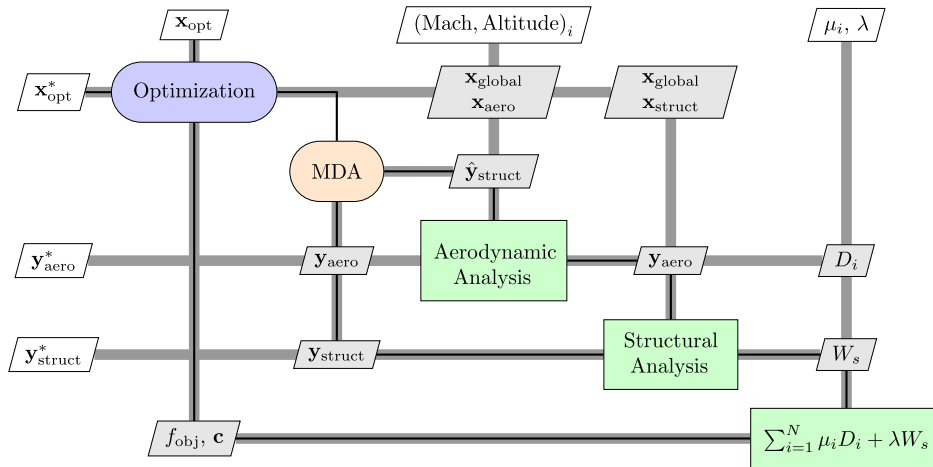 x_opt
(Mach, Altitude)_i
μ_i, λ
x*_opt
Optimization
x_global
x_aero
x_global
x_struct
MDA
ŷ_struct
y*_aero
y_aero
Aerodynamic
Analysis
y_aero
D_i
y*_struct
y_struct
Structural
Analysis
W_s
f_obj, c
∑_{i=1}^{N} μ_i D_i + λW_s